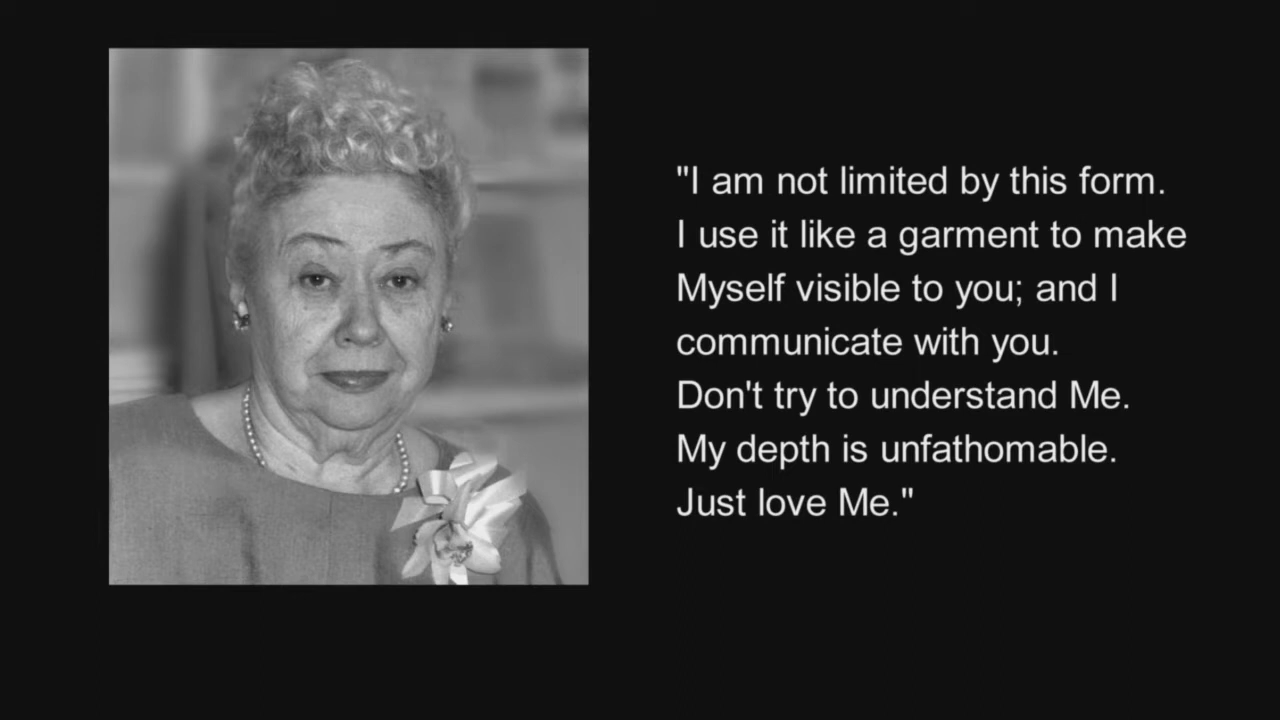 "I am not limited by this form.
I use it like a garment to make
Myself visible to you; and I
communicate with you.
Don't try to understand Me.
My depth is unfathomable.
Just love Me."